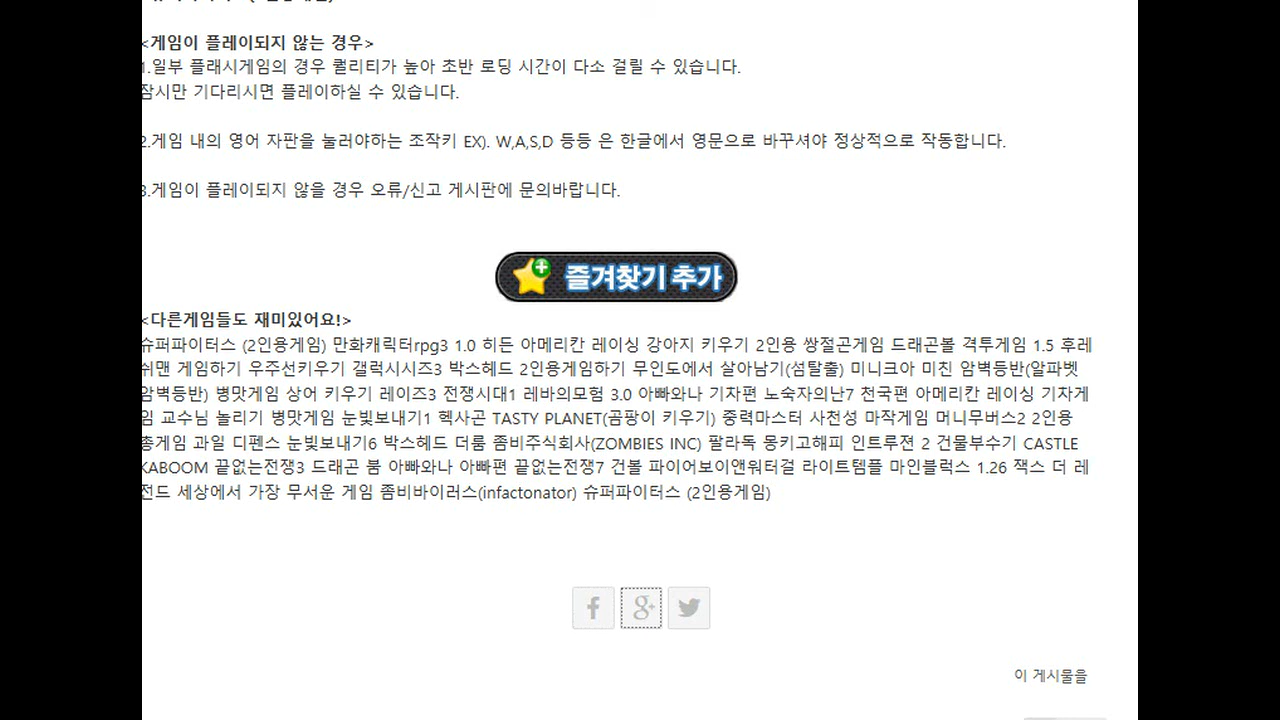 <게임이 플레이되지 않는 경우>
1.일부 플래시게임의 경우 퀄리티가 높아 초반 로딩 시간이 다소 걸릴 수 있습니다.
잠시만 기다리시면 플레이하실 수 있습니다.
2.게임 내의 영어 자판을 눌러야하는 조작키 EX). W,A,S,D 등등 은 한글에서 영문으로 바꾸셔야 정상적으로 작동합니다.
3.게임이 플레이되지 않을 경우 오류/신고 게시판에 문의바랍니다.
즐겨찾기 추가
<다른게임들도 재미있어요!>
슈퍼파이터스 (2인용게임) 만화캐릭터rpg3 1.0 히든 아메리칸 레이싱 강아지 키우기 2인용 쌍절곤게임 드래곤볼 격투게임 1.5 후레
쉬맨 게임하기 우주선키우기 갤럭시시즈3 박스헤드 2인용게임하기 무인도에서 살아남기(섬탈출) 미니크아 미친 암벽등반(알파벳
암벽등반) 병맛게임 상어 키우기 레이즈3 전쟁시대1 레바의모험 3.0 아빠와나 기차편 노숙자의난7 천국편 아메리칸 레이싱 기차게
임 교수님 놀리기 병맛게임 눈빛보내기1 헥사곤 TASTY PLANET(곰팡이 키우기) 중력마스터 사천성 마작게임 머니무버스2 2인용
총게임 과일 디펜스 눈빛보내기6 박스헤드 더룸 좀비주식회사(ZOMBIES INC) 팔라독 몽키고해피 인트루젼 2 건물부수기 CASTLE
KABOOM 끝없는전쟁3 드래곤 붐 아빠와나 아빠편 끝없는전쟁7 건볼 파이어보이앤워터걸 라이트템플 마인블럭스 1.26 잭스 더 레
전드 세상에서 가장 무서운 게임 좀비바이러스(infactonator) 슈퍼파이터스 (2인용게임)
f g+
이 게시물을